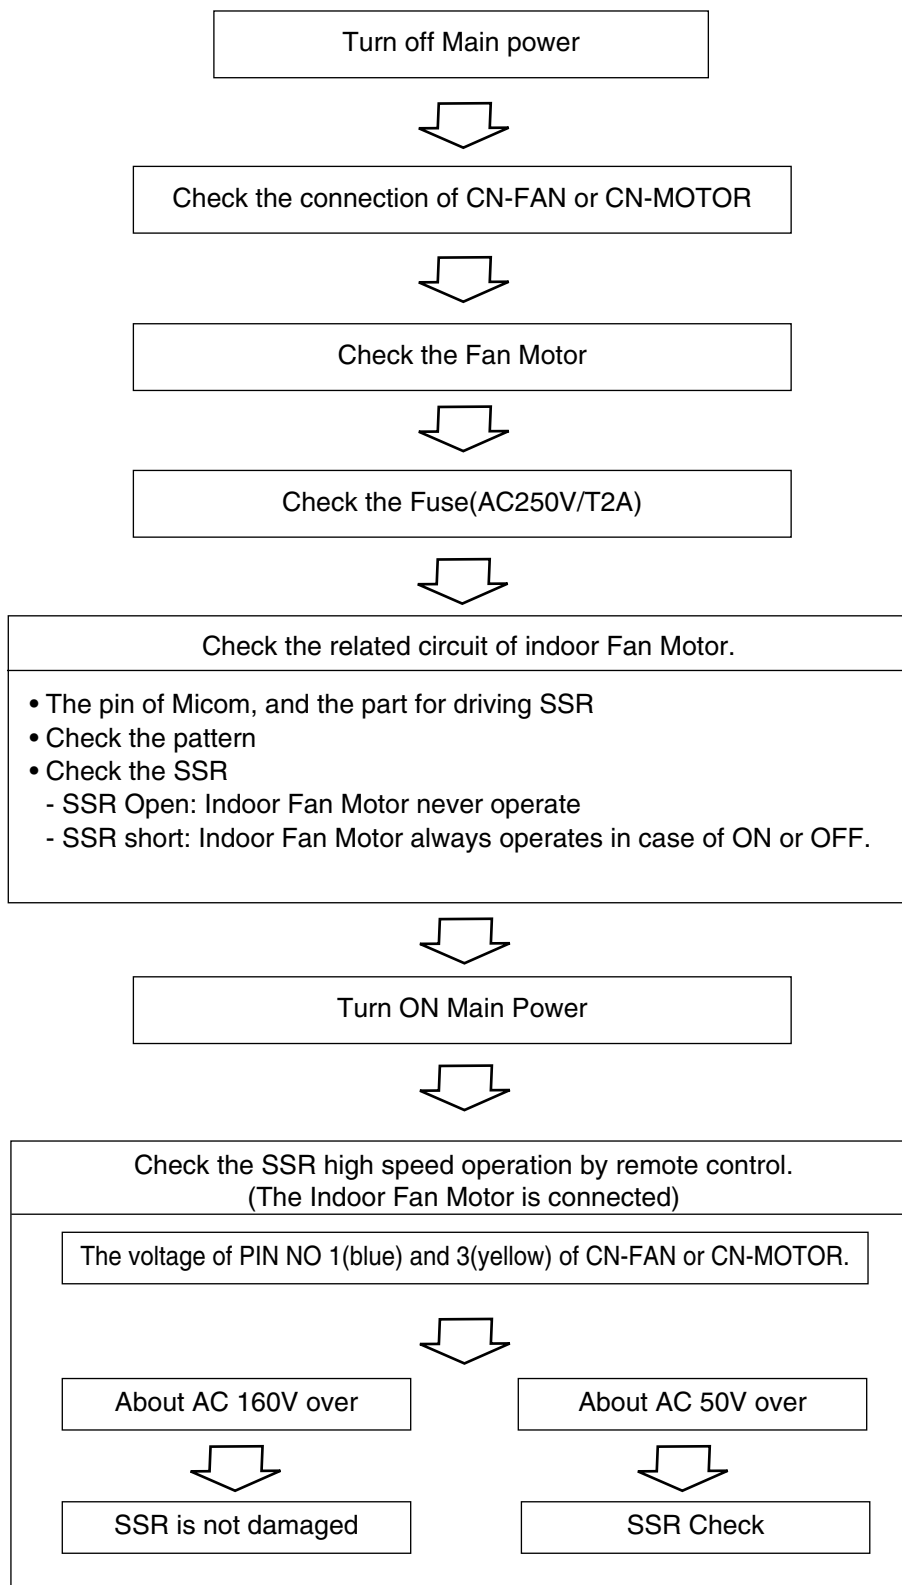 Turn off Main power
Check the connection of CN-FAN or CN-MOTOR
Check the Fan Motor
Check the Fuse(AC250V/T2A)
Check the related circuit of indoor Fan Motor.
• The pin of Micom, and the part for driving SSR
• Check the pattern
• Check the SSR
- SSR Open: Indoor Fan Motor never operate
- SSR short: Indoor Fan Motor always operates in case of ON or OFF.
Turn ON Main Power
Check the SSR high speed operation by remote control.
(The Indoor Fan Motor is connected)
The voltage of PIN NO 1(blue) and 3(yellow) of CN-FAN or CN-MOTOR.
About AC 160V over
About AC 50V over
SSR is not damaged
SSR Check